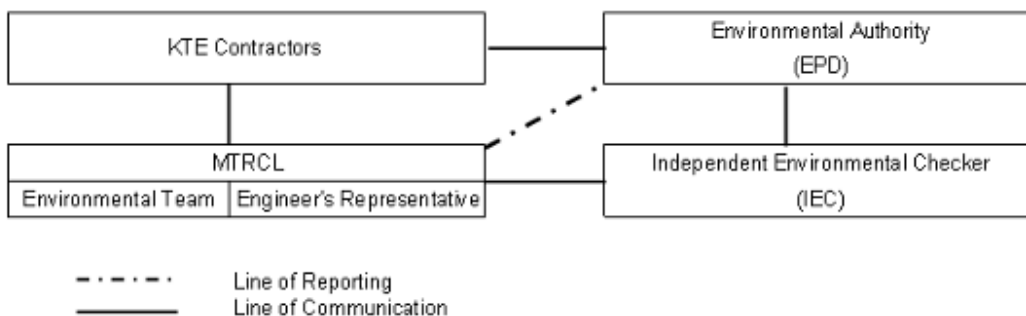 KTE Contractors
Environmental Authority
(EPD)
MTRCL
Environmental Team
Engineer's Representative
Independent Environmental Checker
(IEC)
Line of Reporting
Line of Communication